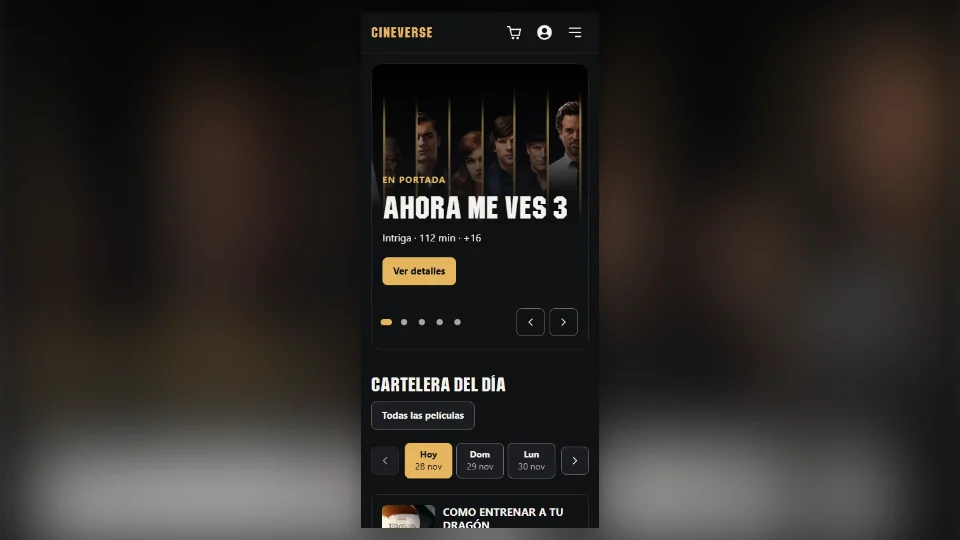 CINEVERSE
EN PORTADA
AHORA ME VES 3
Intriga · 112 min · +16
Ver detalles
CARTELERA DEL DÍA
Todas las películas
Hoy
28 nov
Dom
29 nov
Lun
30 nov
COMO ENTRENAR A TU
DRAGÓN